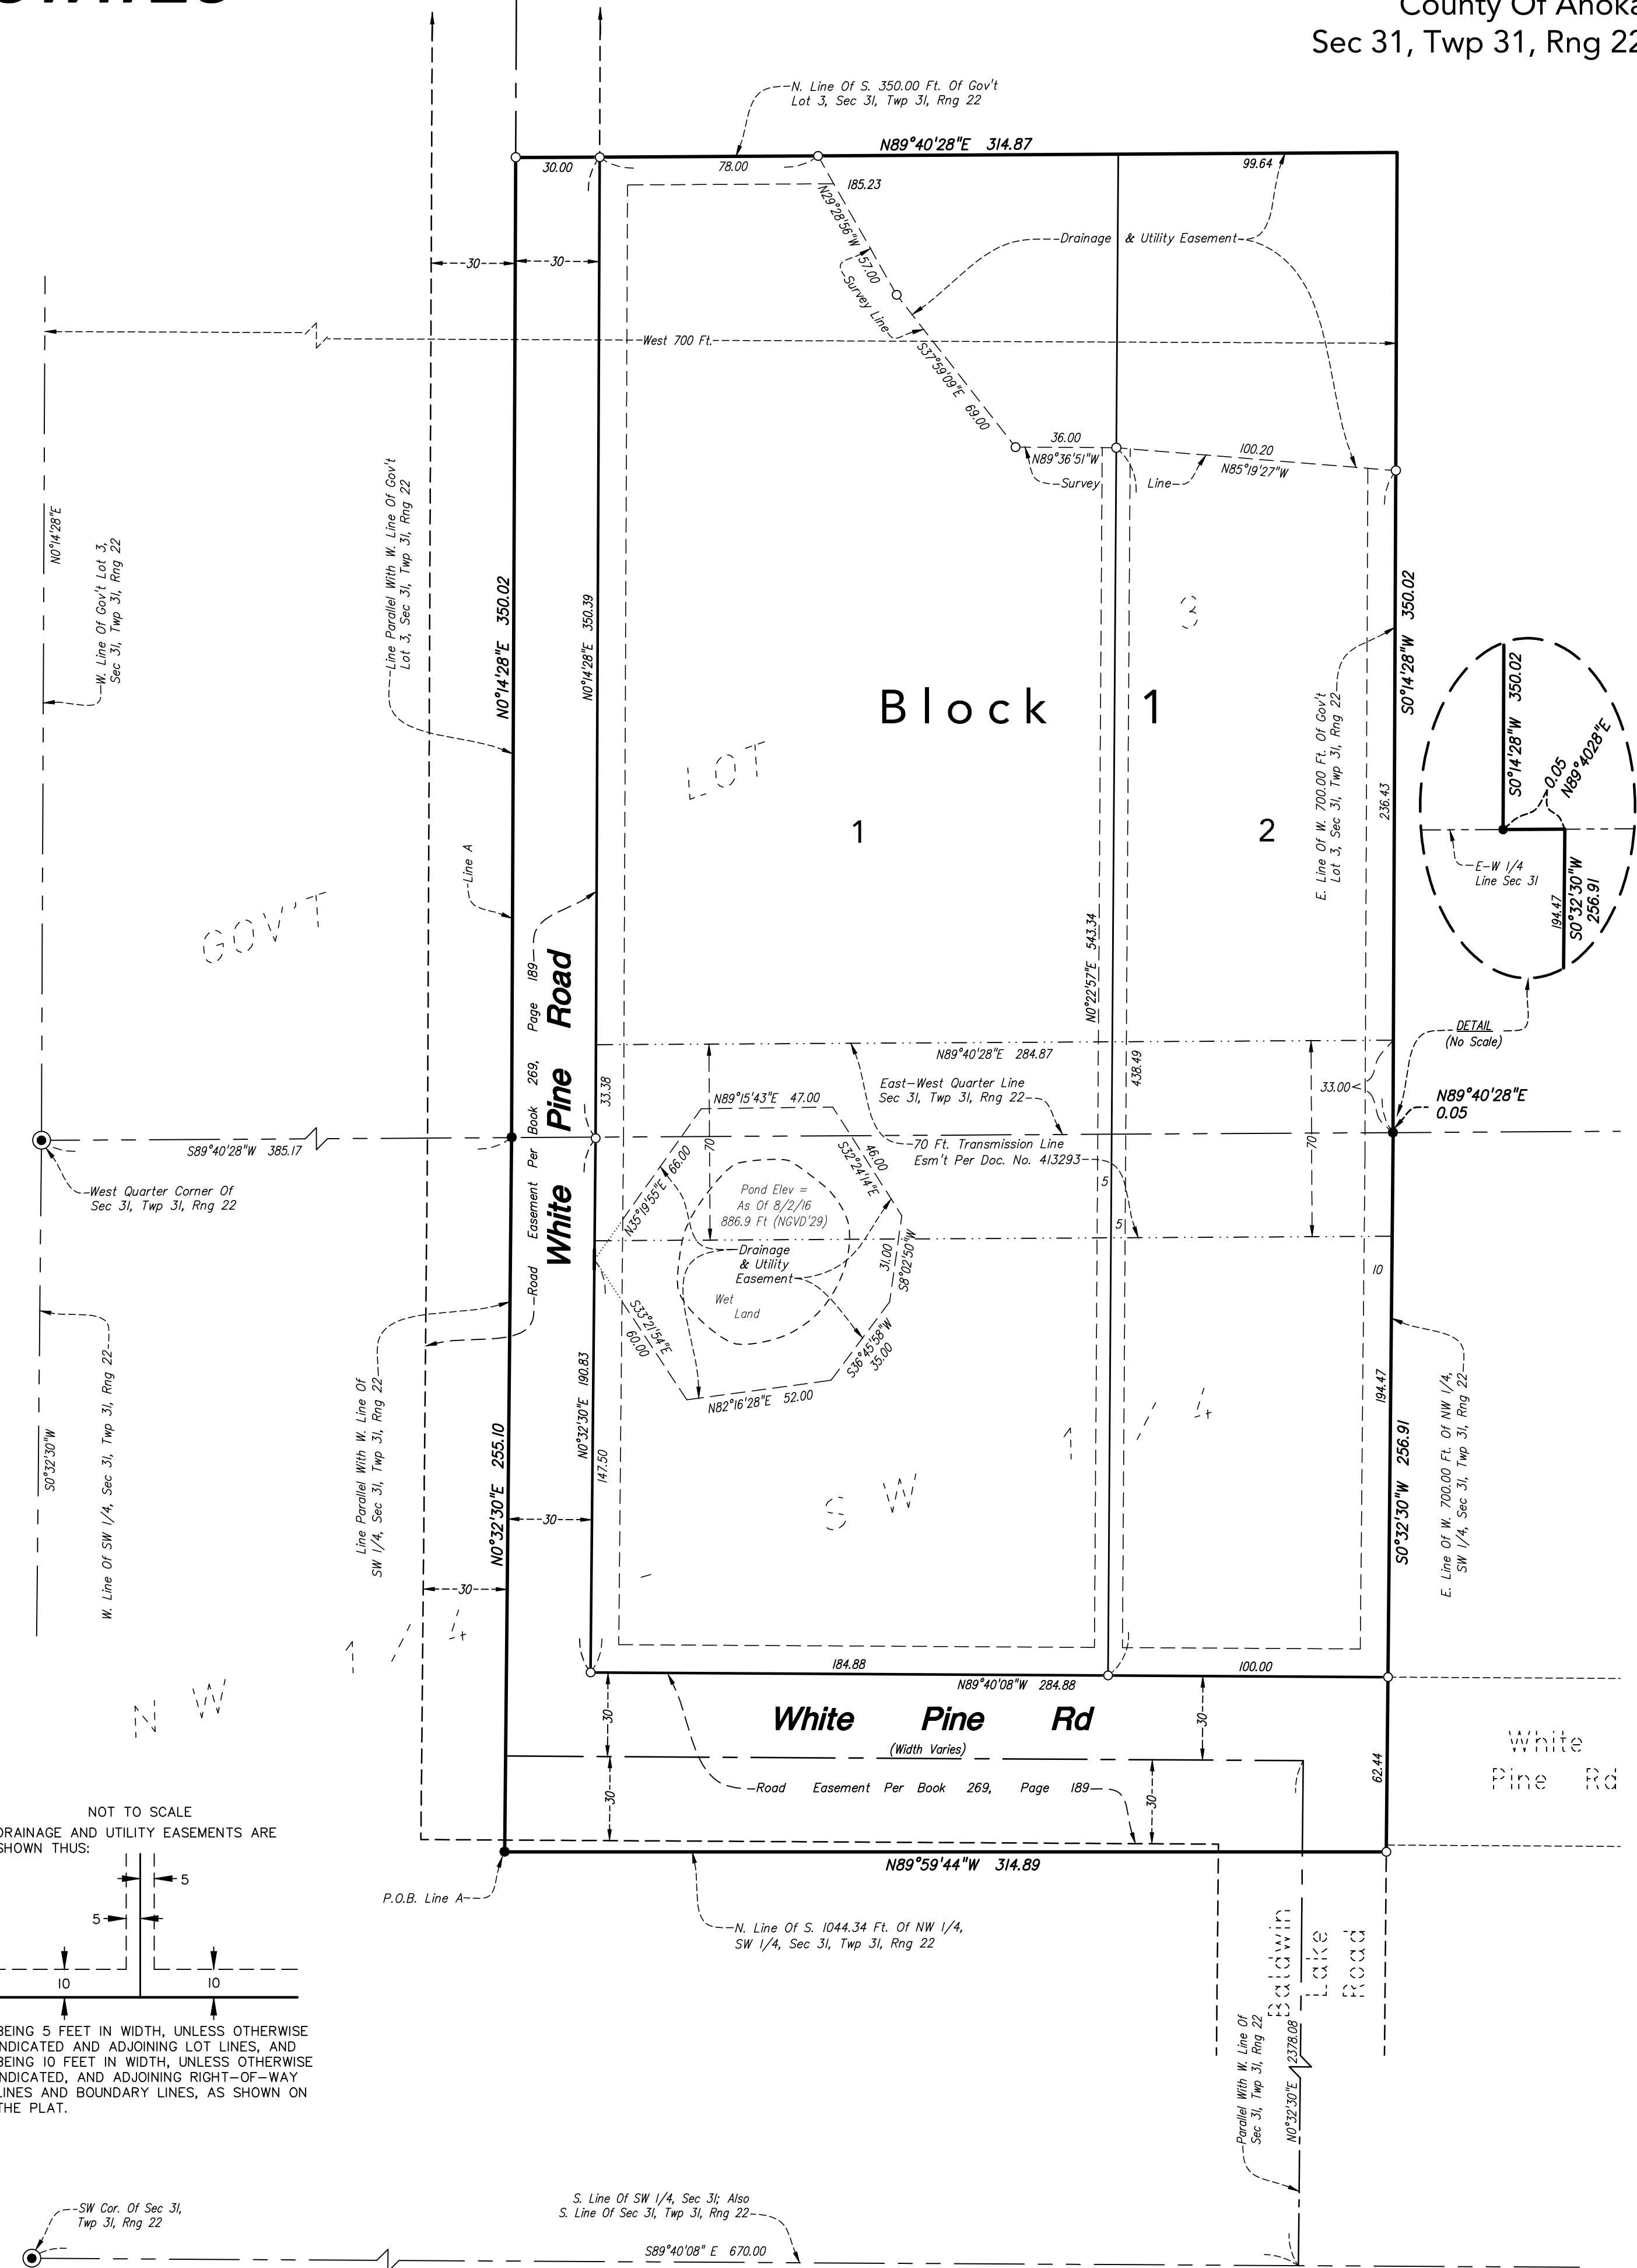 County Of Anoka
Sec 31, Twp 31, Rng 22
N. Line Of S. 350.00 Ft. Of Gov't
Lot 3, Sec 31, Twp 31, Rng 22
N89°40'28"E 314.87
30.00
78.00
99.64
185.23
N29°28'56"W 57.00
Survey Line
Drainage & Utility Easement
30
30
West 700 Ft.
S37°59'09"E 69.00
36.00
N89°36'51"W
100.20
N85°19'27"W
Survey Line
N0°14'28"E
W. Line Of Gov't Lot 3,
Sec 31, Twp 31, Rng 22
Line Parallel With W. Line Of Gov't
Lot 3, Sec 31, Twp 31, Rng 22
N0°14'28"E 350.02
N0°14'28"E 350.39
3
S0°14'28"W 350.02
E. Line Of W. 700.00 Ft. Of Gov't
Lot 3, Sec 31, Twp 31, Rng 22
236.43
Block 1
LOT
1
2
GOV'T
Line A
S0°14'28"W 350.02
0.05
N89°4028"E
E-W 1/4
Line Sec 31
194.47
S0°32'30"W
256.91
DETAIL
(No Scale)
Road Easement Per Book 269, Page 189
White Pine Road
N0°22'57"E 543.34
438.49
N89°40'28"E 284.87
33.38
N89°15'43"E 47.00
70
East-West Quarter Line
Sec 31, Twp 31, Rng 22
33.00
70
N89°40'28"E
0.05
S89°40'28"W 385.17
West Quarter Corner Of
Sec 31, Twp 31, Rng 22
70 Ft. Transmission Line
Esm't Per Doc. No. 413293
N35°19'55"E 66.00
46.00
S32°24'14"E
Pond Elev =
As Of 8/2/16
886.9 Ft (NGVD'29)
5
5
Drainage
& Utility
Easement
31.00
S8°02'50"W
10
Wet
Land
S33°21'54"E
60.00
S36°45'58"W
35.00
N82°16'28"E 52.00
W. Line Of SW 1/4, Sec 31, Twp 31, Rng 22
S0°32'30"W
Line Parallel With W. Line Of
SW 1/4, Sec 31, Twp 31, Rng 22
N0°32'30"E 255.10
N0°32'30"E 190.83
147.50
194.47
S0°32'30"W 256.91
E. Line Of W. 700.00 Ft. Of NW 1/4,
SW 1/4, Sec 31, Twp 31, Rng 22
30
30
SW 1/4
NW 1/4
184.88
100.00
N89°40'08"W 284.88
30
White Pine Rd
30
(Width Varies)
62.44
White
Pine Rd
Road Easement Per Book 269, Page 189
30
30
N89°59'44"W 314.89
P.O.B. Line A
N. Line Of S. 1044.34 Ft. Of NW 1/4,
SW 1/4, Sec 31, Twp 31, Rng 22
Baldwin
Lake
Road
NOT TO SCALE
DRAINAGE AND UTILITY EASEMENTS ARE
SHOWN THUS:
5
5
10
10
BEING 5 FEET IN WIDTH, UNLESS OTHERWISE
INDICATED AND ADJOINING LOT LINES, AND
BEING 10 FEET IN WIDTH, UNLESS OTHERWISE
INDICATED, AND ADJOINING RIGHT-OF-WAY
LINES AND BOUNDARY LINES, AS SHOWN ON
THE PLAT.
Parallel With W. Line Of
Sec 31, Twp 31, Rng 22
N0°32'30"E 2378.08
SW Cor. Of Sec 31,
Twp 31, Rng 22
S. Line Of SW 1/4, Sec 31; Also
S. Line Of Sec 31, Twp 31, Rng 22
S89°40'08" E 670.00